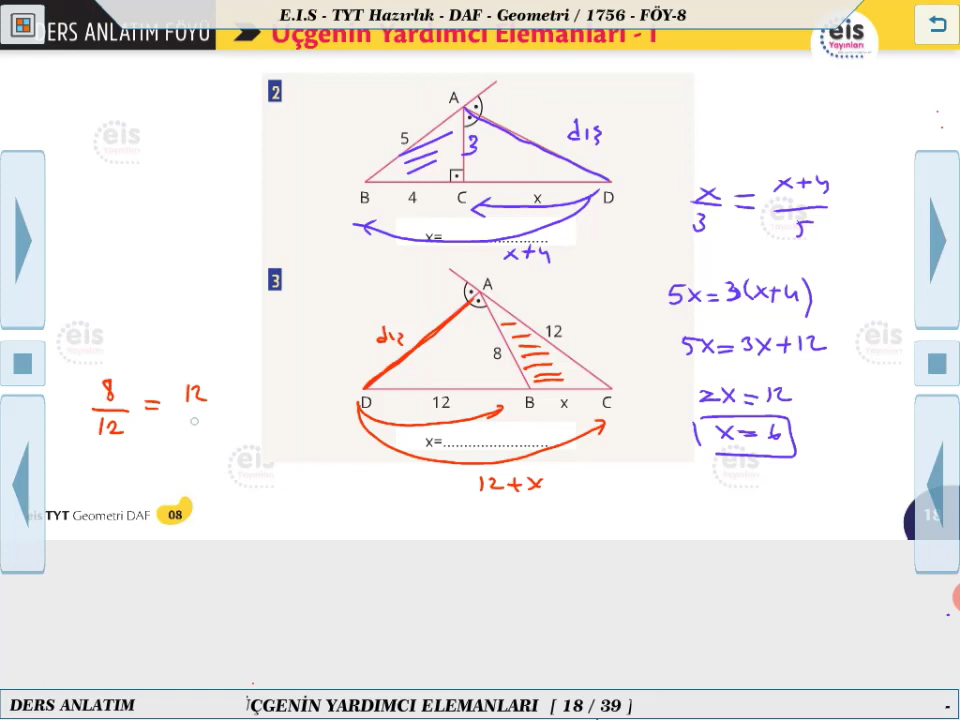 E.I.S - TYT Hazırlık - DAF - Geometri / 1756 - FÖY-8
DERS ANLATIM FÖYÜ
Üçgenin Yardımcı Elemanları - I
eis
Yayınları
2
A
5
3
dış
B
4
C
x
D
x=........................
x+4
x/3 = x+4/5
5x=3(x+4)
5x=3x+12
2x=12
x=6
3
A
dış
12
8
D
12
B
x
C
x=........................
12+x
8/12 = 12
eis TYT Geometri DAF 08
18
DERS ANLATIM
ÜÇGENİN YARDIMCI ELEMANLARI [ 18 / 39 ]
-